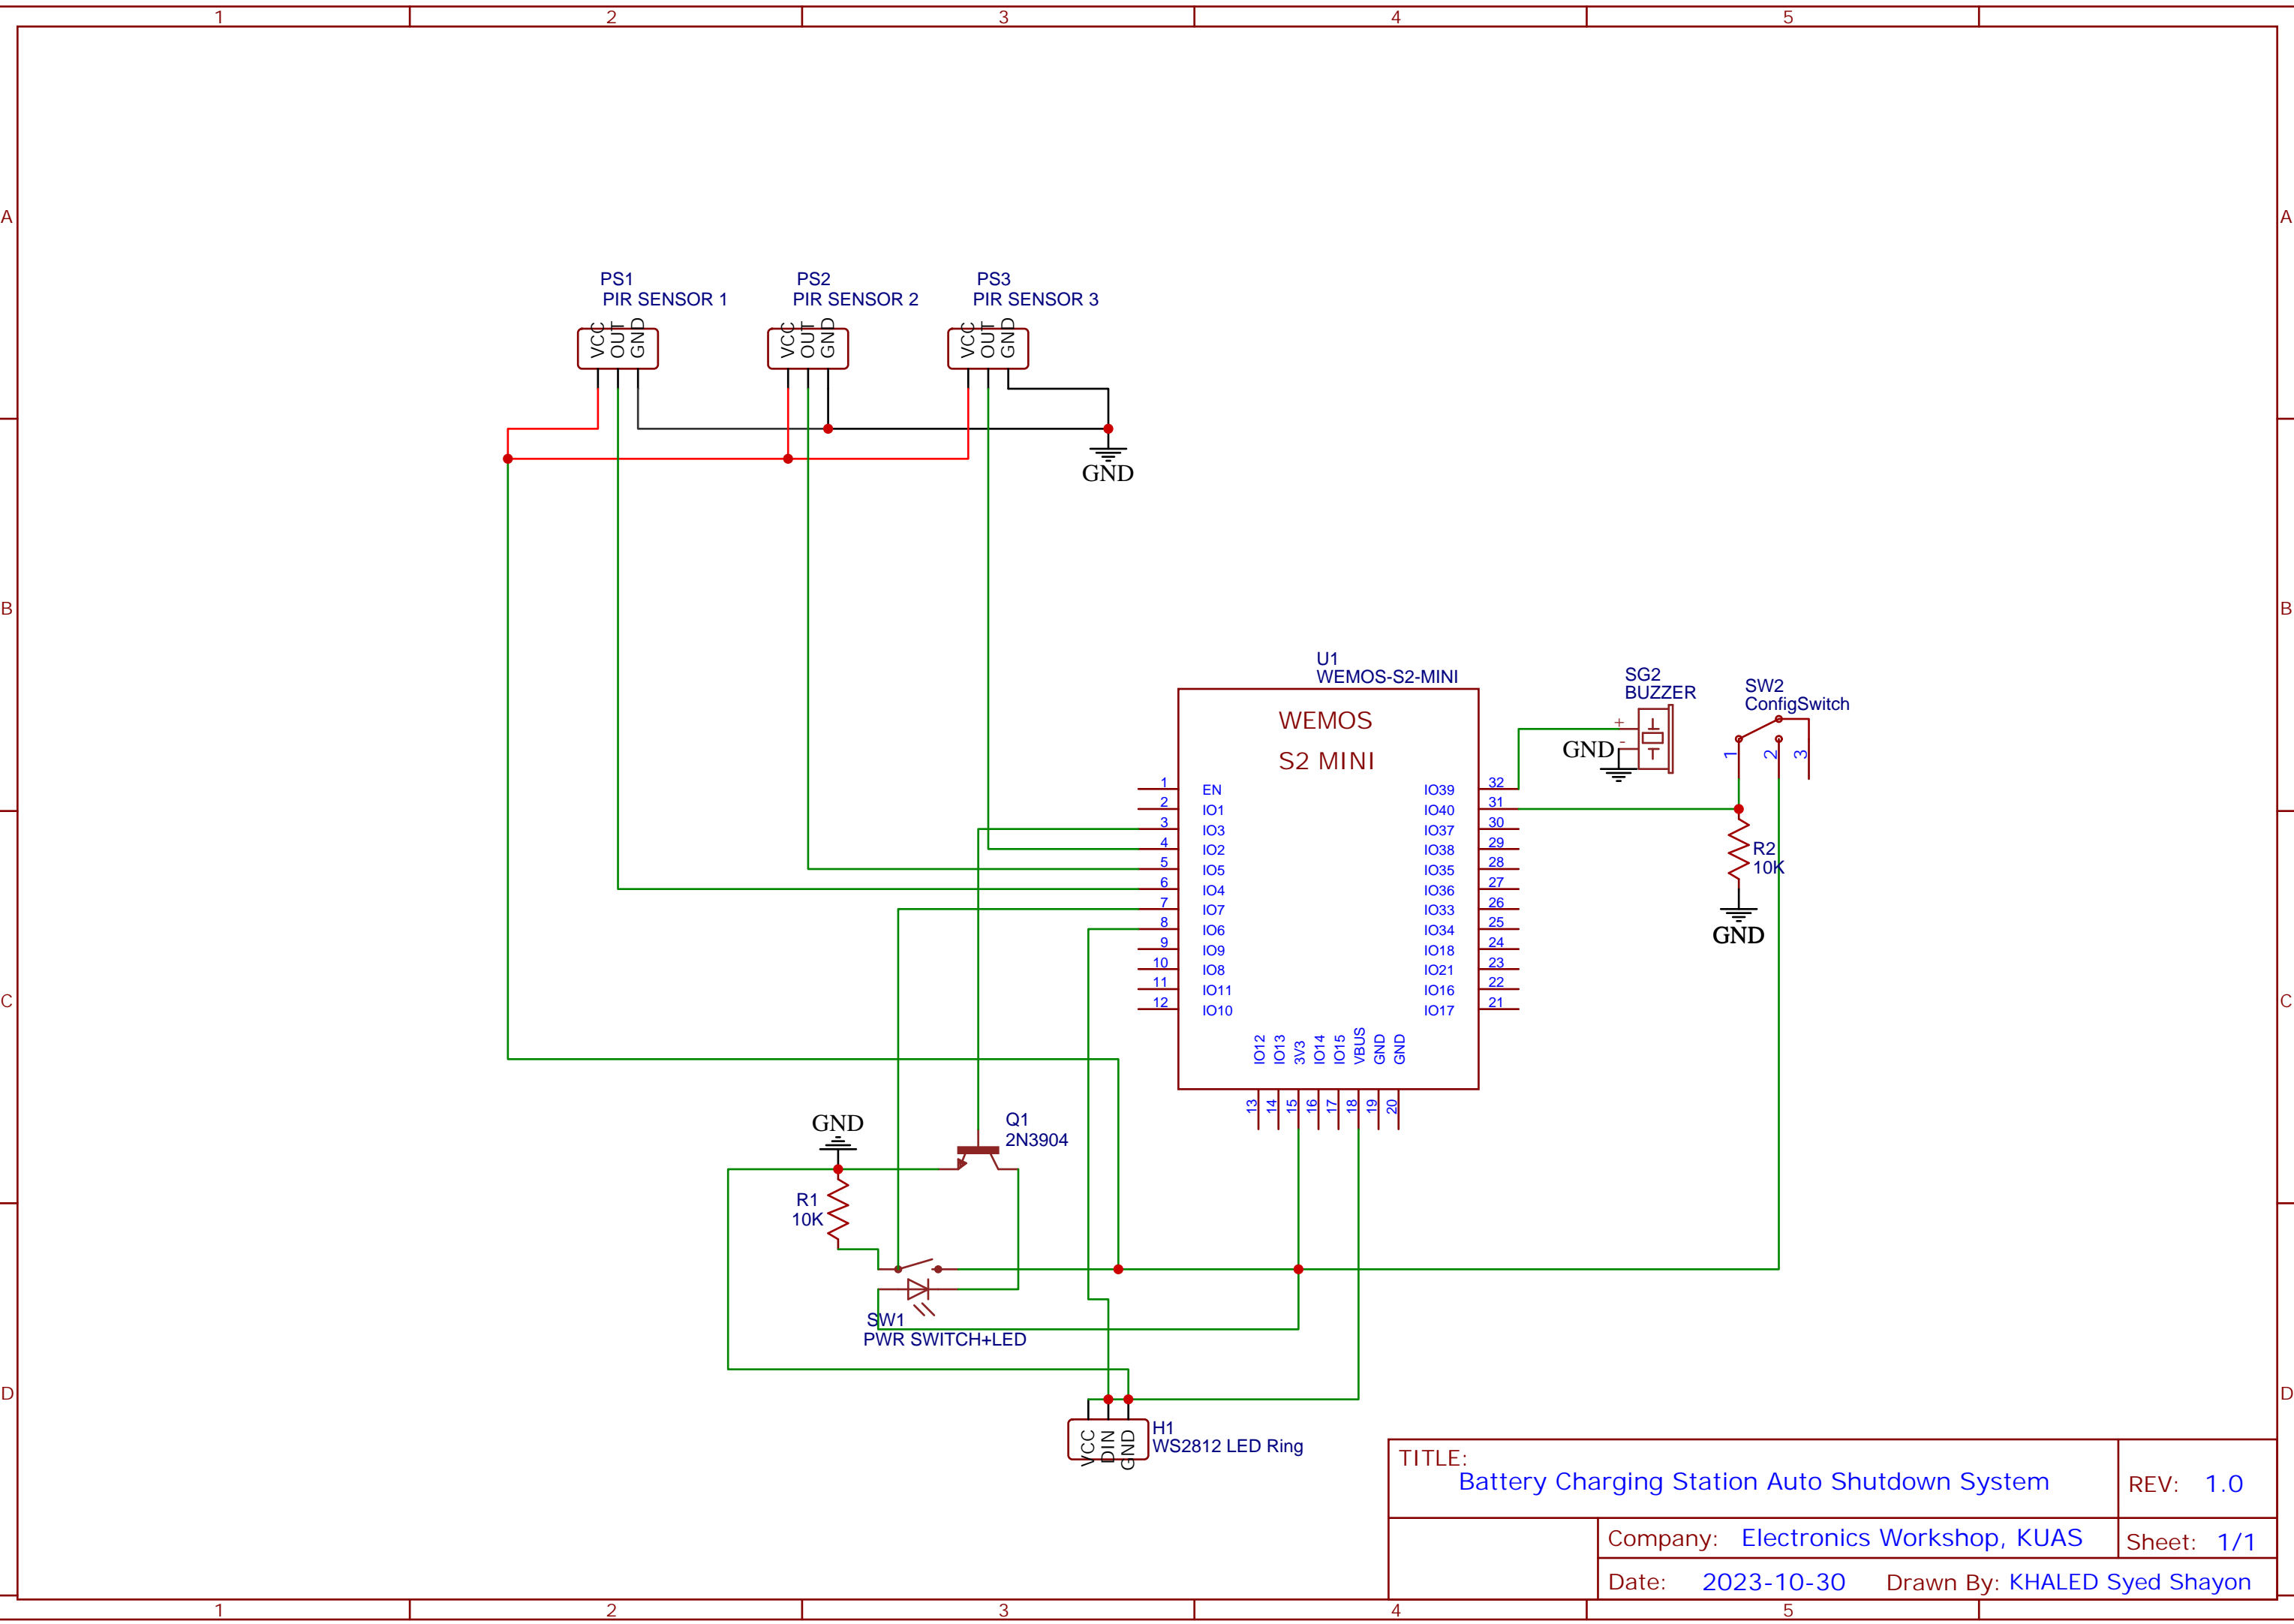 1 2 3 4 5
A A
PS1 PS2 PS3
PIR SENSOR 1 PIR SENSOR 2 PIR SENSOR 3
VCC OUT GND VCC OUT GND VCC OUT GND
GND
B B
U1
WEMOS-S2-MINI
WEMOS
S2 MINI
SG2
BUZZER
+
-
GND
SW2
ConfigSwitch
1 2 3
1 EN IO39 32
2 IO1 IO40 31
3 IO3 IO37 30
4 IO2 IO38 29
5 IO5 IO35 28
6 IO4 IO36 27
7 IO7 IO33 26
8 IO6 IO34 25
9 IO9 IO18 24
10 IO8 IO21 23
11 IO11 IO16 22
12 IO10 IO17 21
R2
10K
GND
C C
IO12 IO13 3V3 IO14 IO15 VBUS GND GND
13 14 15 16 17 18 19 20
GND
Q1
2N3904
R1
10K
SW1
PWR SWITCH+LED
D D
H1
WS2812 LED Ring
VCC DIN GND
TITLE:
Battery Charging Station Auto Shutdown System
REV: 1.0
Company: Electronics Workshop, KUAS
Sheet: 1/1
Date: 2023-10-30 Drawn By: KHALED Syed Shayon
1 2 3 4 5